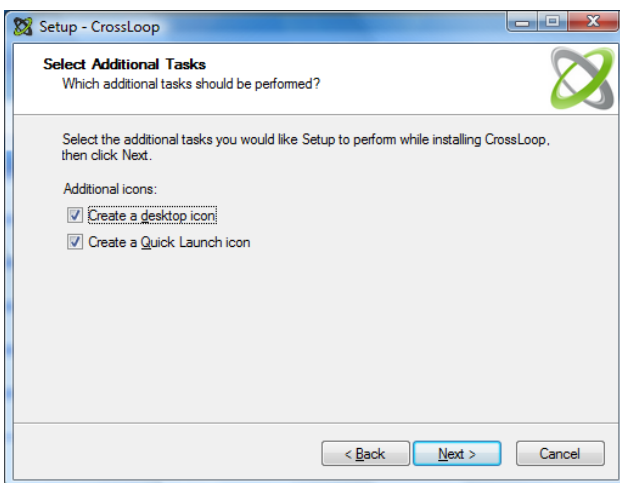 Setup - CrossLoop
Select Additional Tasks
Which additional tasks should be performed?
Select the additional tasks you would like Setup to perform while installing CrossLoop,
then click Next.
Additional icons:
Create a desktop icon
Create a Quick Launch icon
< Back
Next >
Cancel